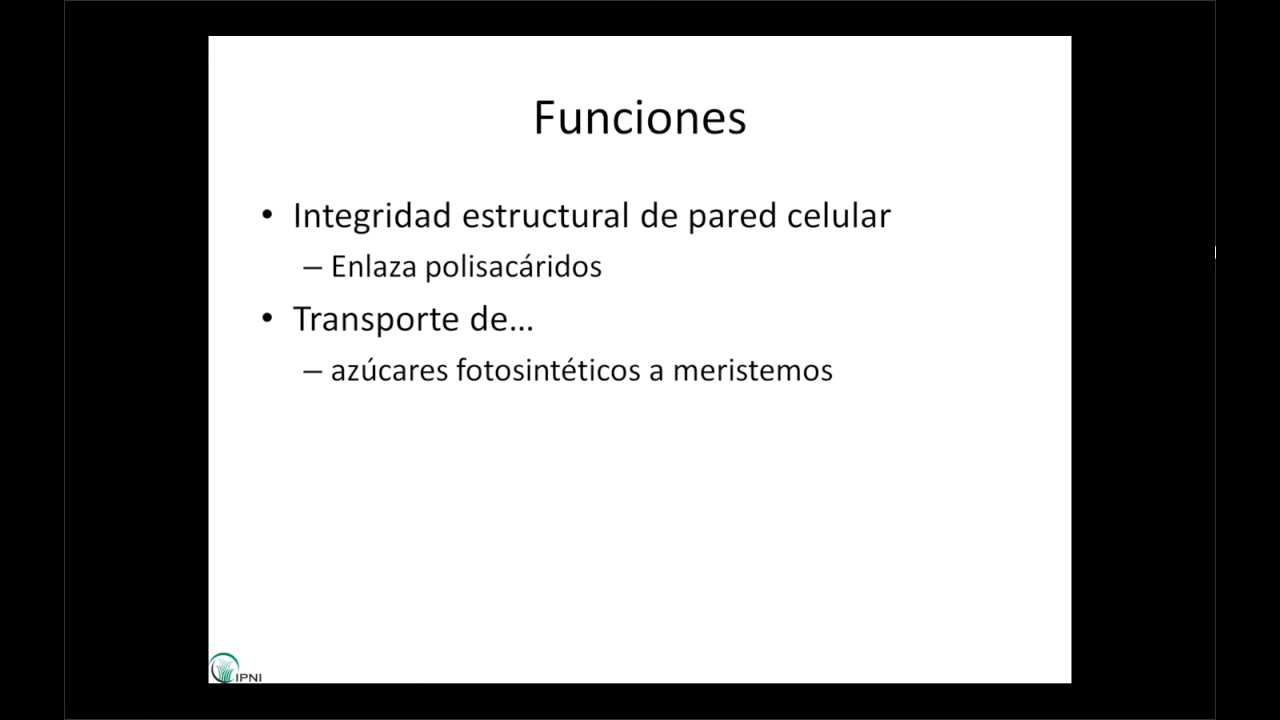 Funciones
• Integridad estructural de pared celular
– Enlaza polisacáridos
• Transporte de...
– azúcares fotosintéticos a meristemos
IPNI